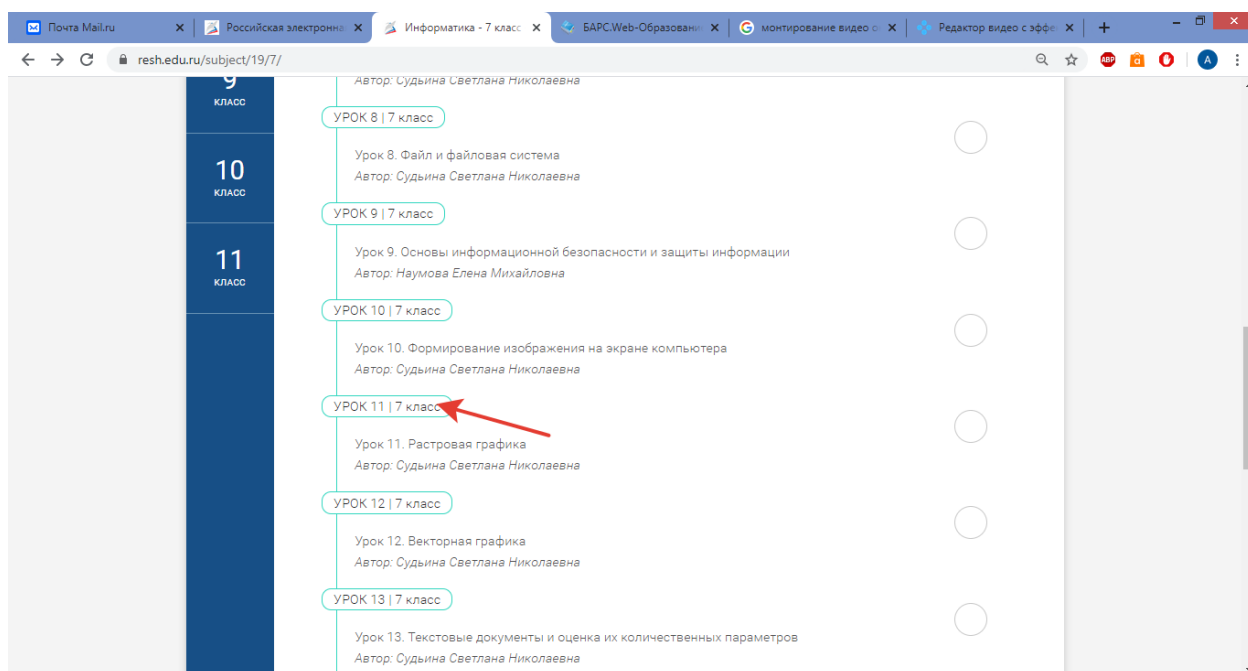 Почта Mail.ru
Российская электронна
Информатика - 7 класс
БАРС.Web-Образовани
монтирование видео о
Редактор видео с эффе
resh.edu.ru/subject/19/7/
ABP
A
9
класс
Автор: Судьина Светлана Николаевна
УРОК 8 | 7 класс
Урок 8. Файл и файловая система
Автор: Судьина Светлана Николаевна
10
класс
УРОК 9 | 7 класс
Урок 9. Основы информационной безопасности и защиты информации
Автор: Наумова Елена Михайловна
11
класс
УРОК 10 | 7 класс
Урок 10. Формирование изображения на экране компьютера
Автор: Судьина Светлана Николаевна
УРОК 11 | 7 класс
Урок 11. Растровая графика
Автор: Судьина Светлана Николаевна
УРОК 12 | 7 класс
Урок 12. Векторная графика
Автор: Судьина Светлана Николаевна
УРОК 13 | 7 класс
Урок 13. Текстовые документы и оценка их количественных параметров
Автор: Судьина Светлана Николаевна